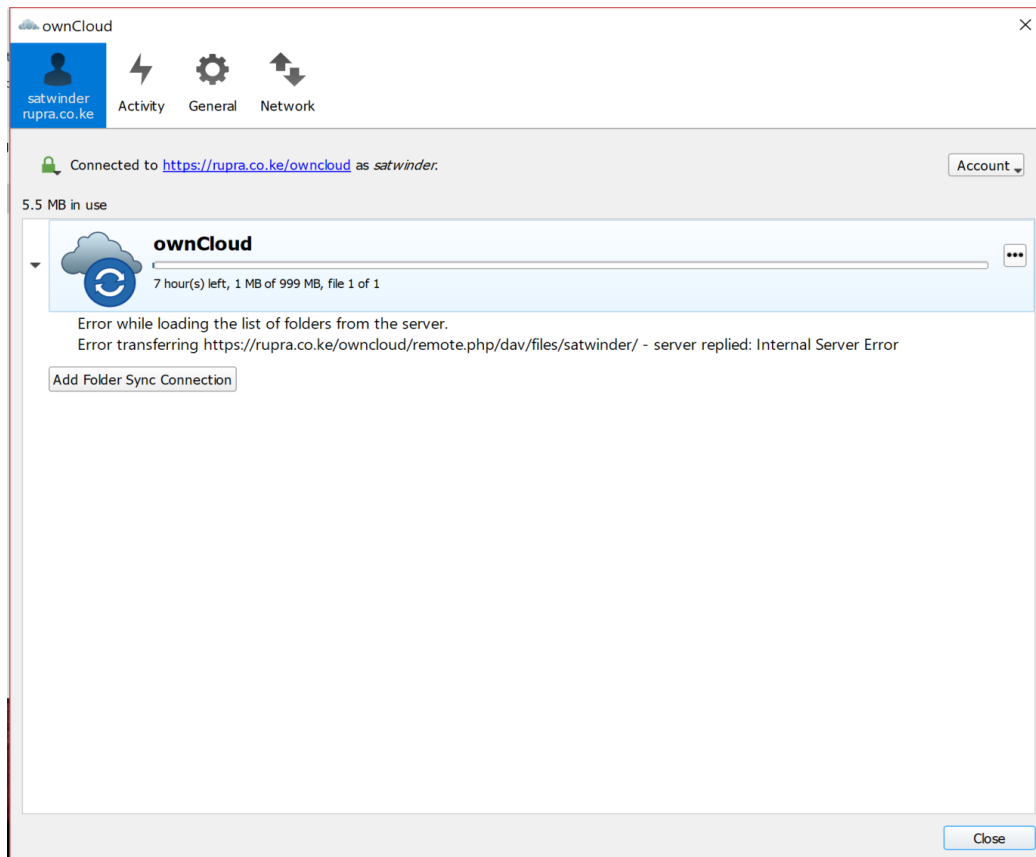 ownCloud
satwinder
rupra.co.ke
Activity
General
Network
Connected to https://rupra.co.ke/owncloud as satwinder.
Account
5.5 MB in use
ownCloud
7 hour(s) left, 1 MB of 999 MB, file 1 of 1
Error while loading the list of folders from the server.
Error transferring https://rupra.co.ke/owncloud/remote.php/dav/files/satwinder/ - server replied: Internal Server Error
Add Folder Sync Connection
Close